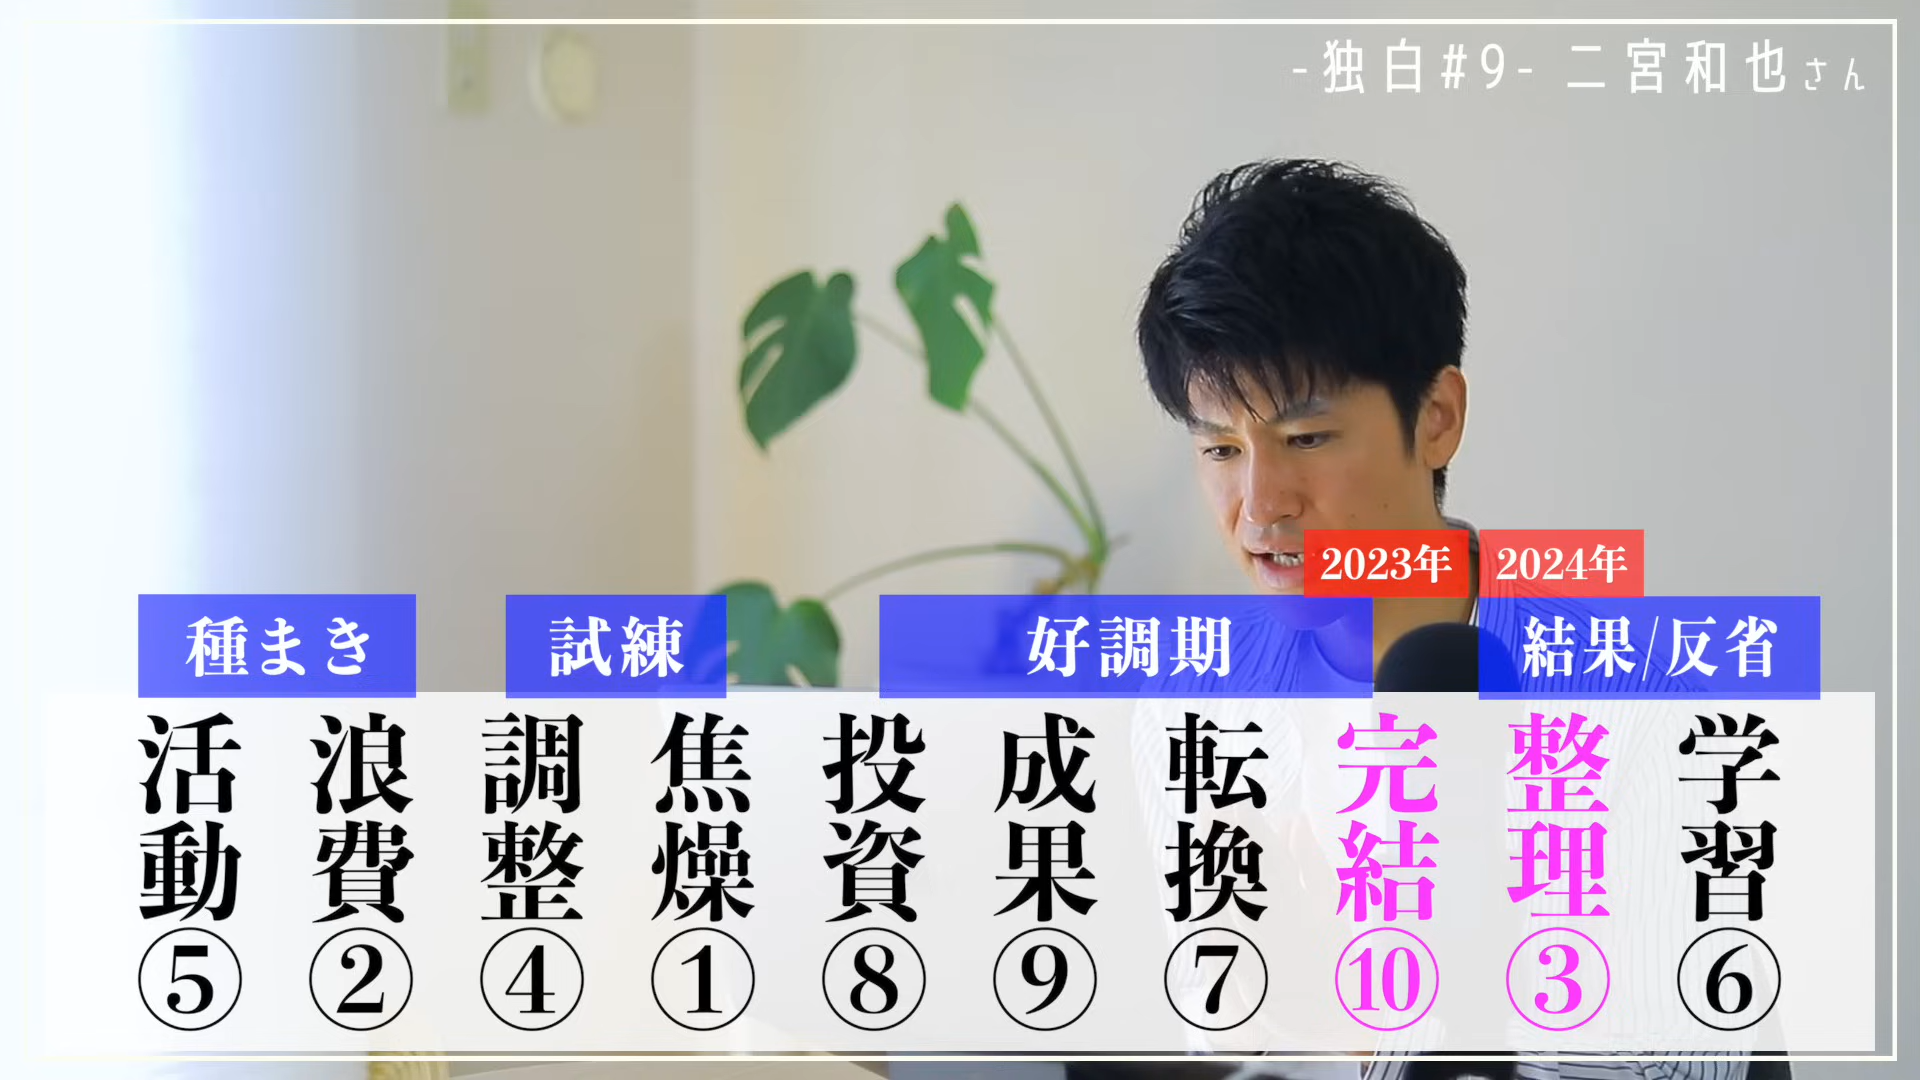 -独白#9- 二宮和也さん
2023年 2024年
種まき 試練 好調期 結果/反省
活動⑤
浪費②
調整④
焦燥①
投資⑧
成果⑨
転換⑦
完結⑩
整理③
学習⑥